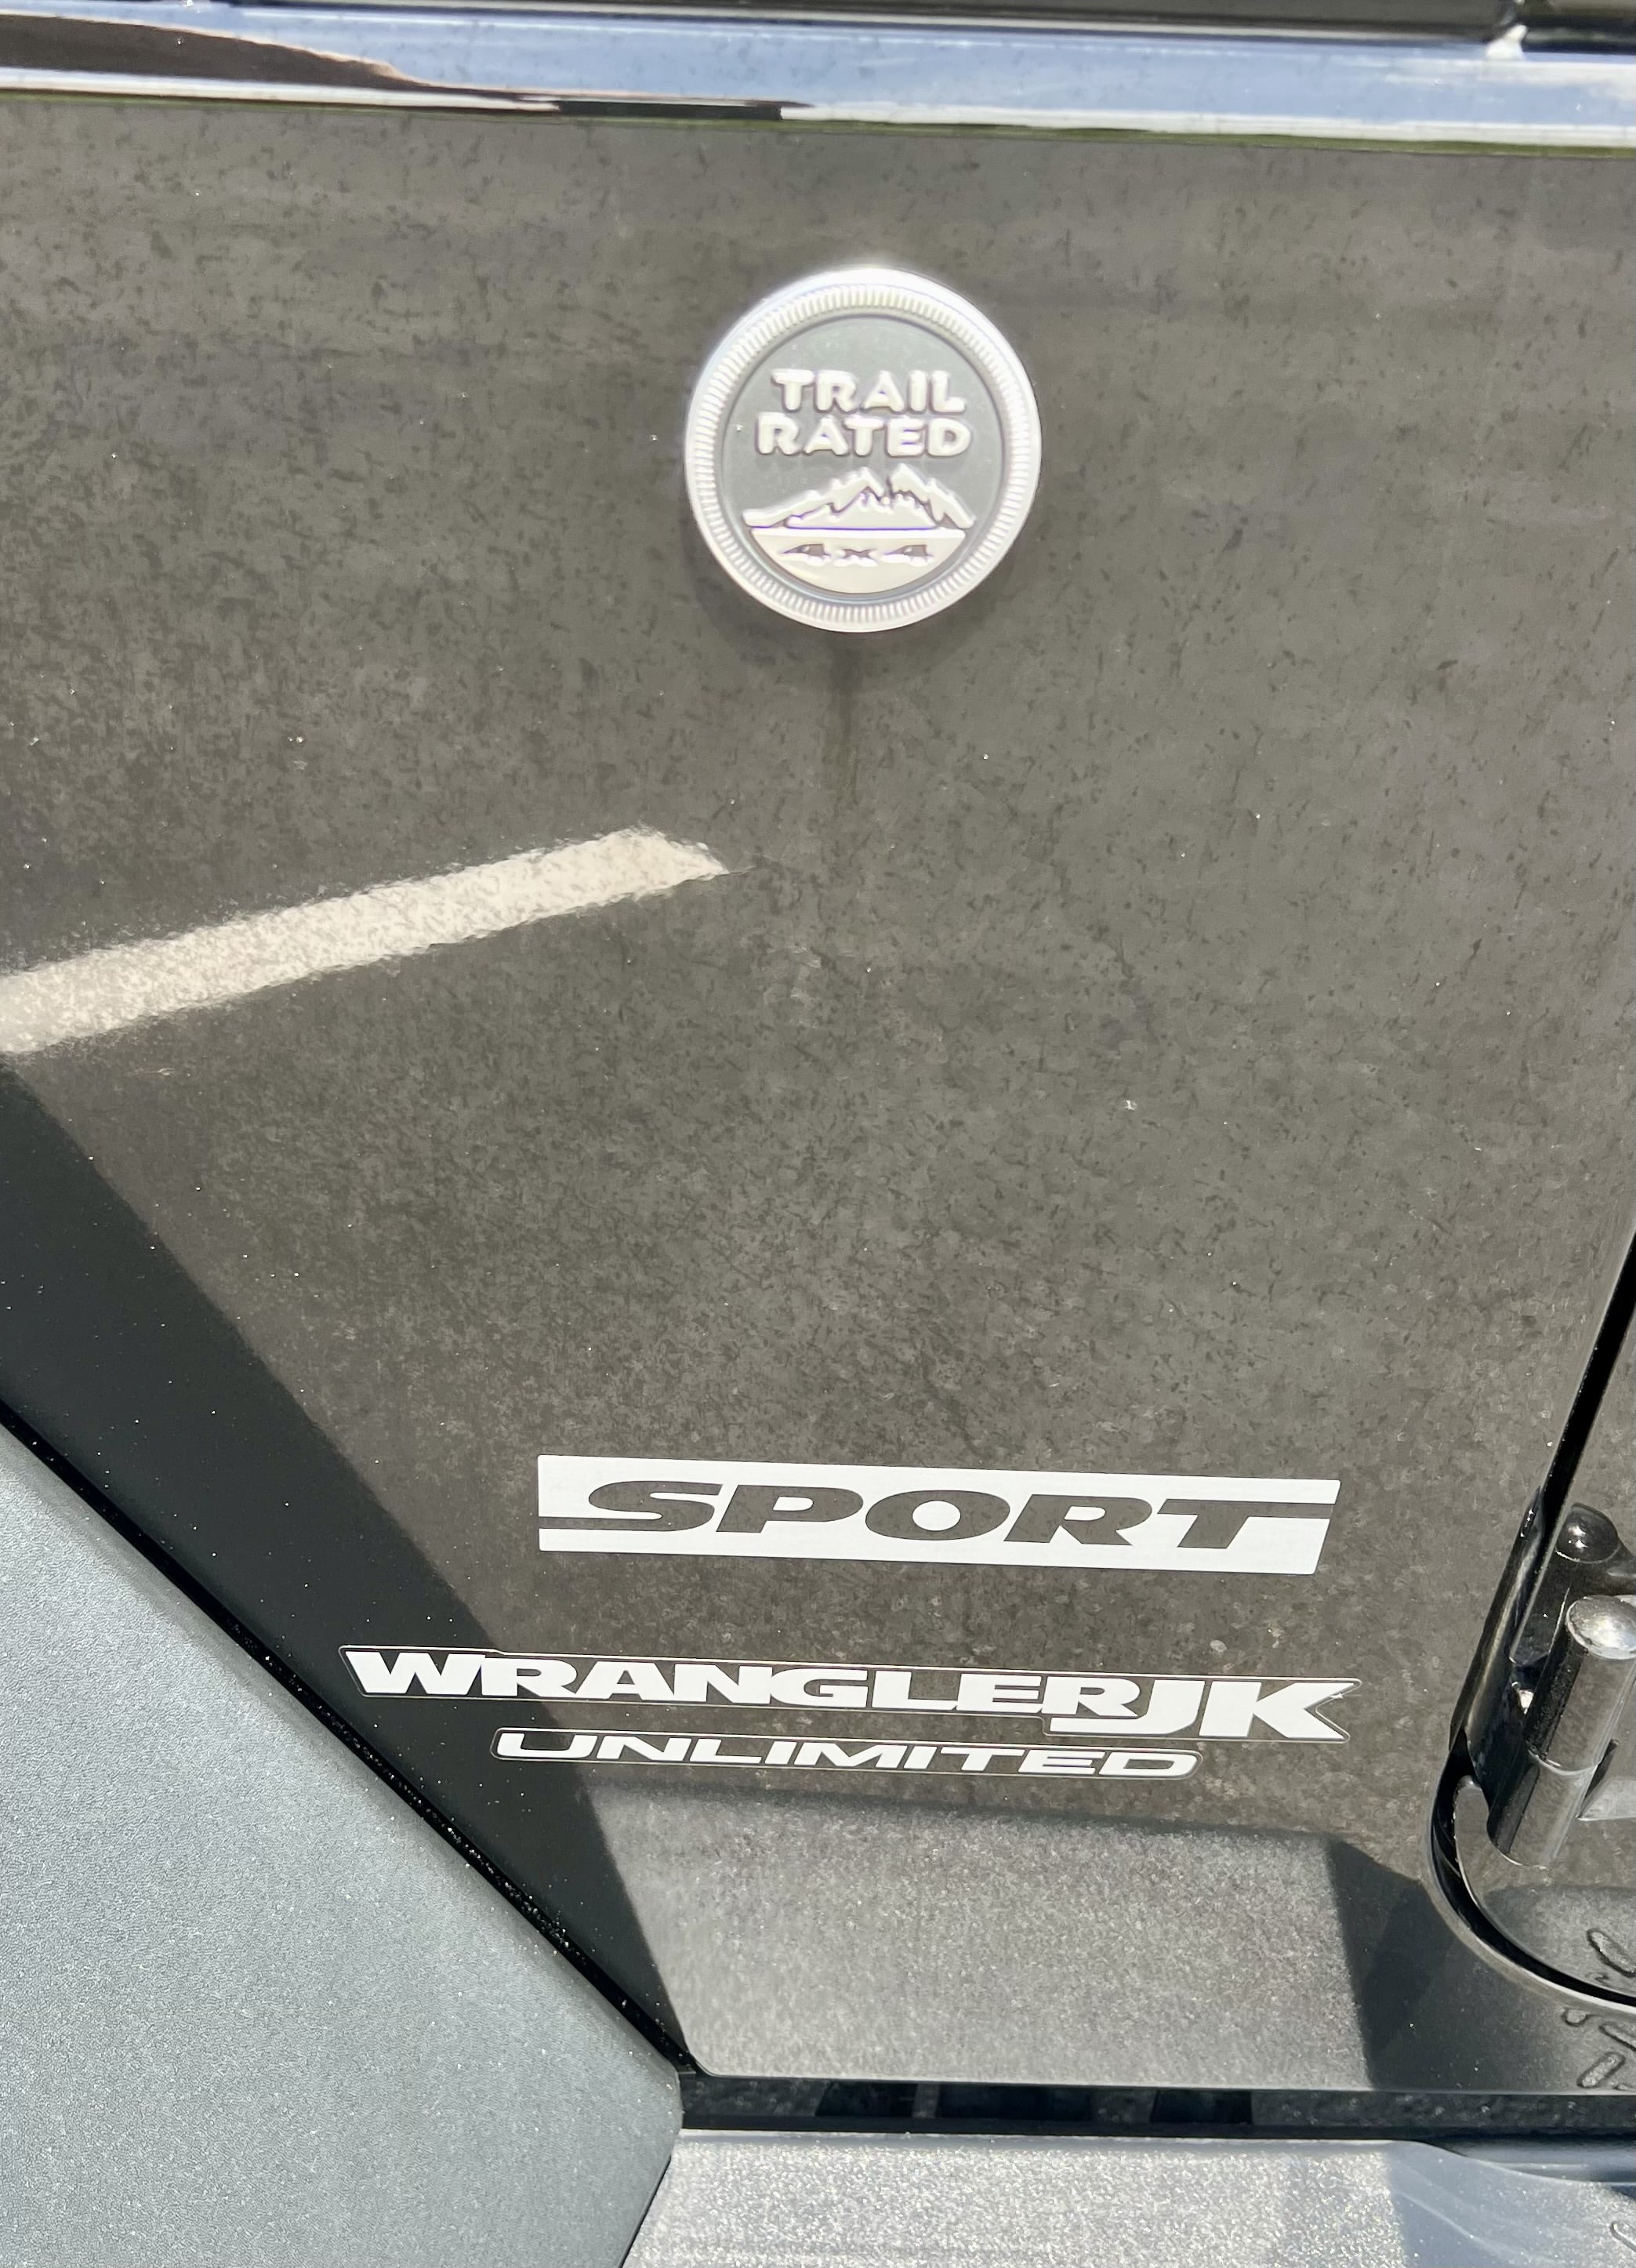 TRAIL
RATED
4x4
SPORT
WRANGLER JK
UNLIMITED